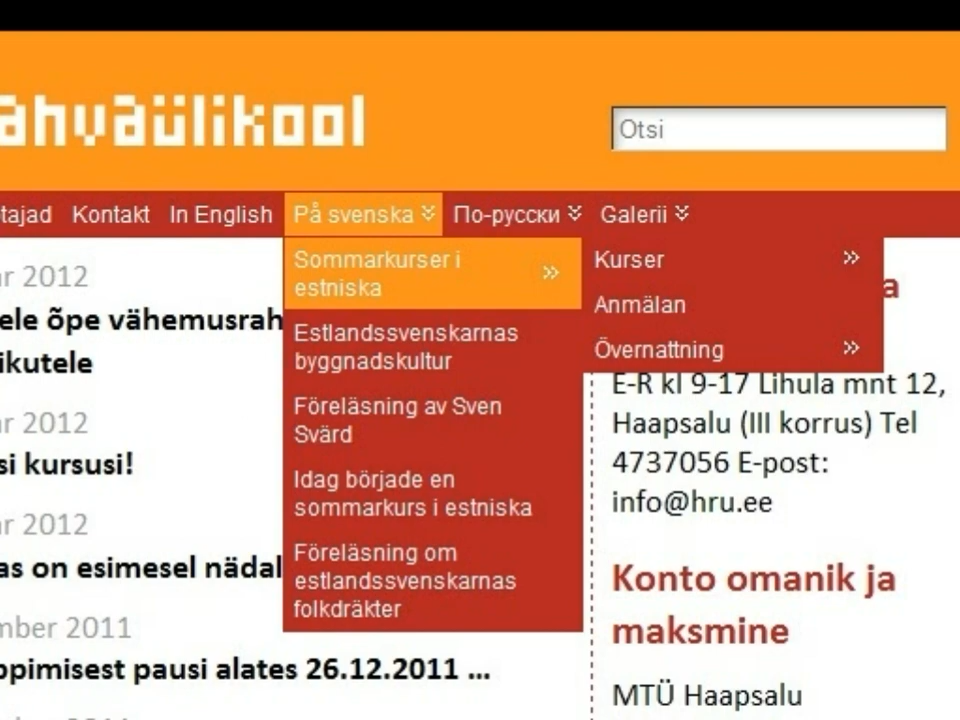 ahvaülikool
Otsi
tajad Kontakt In English På svenska По-русски Galerii
Sommarkurser i
estniska
Estlandssvenskarnas
byggnadskultur
Föreläsning av Sven
Svärd
Idag började en
sommarkurs i estniska
Föreläsning om
estlandssvenskarnas
folkdräkter
Kurser
Anmälan
Övernattning
r 2012
ele õpe vähemusrah
ikutele
r 2012
si kursusi!
r 2012
as on esimesel nädal
mber 2011
ppimisest pausi alates 26.12.2011 ...
a
E-R kl 9-17 Lihula mnt 12,
Haapsalu (III korrus) Tel
4737056 E-post:
info@hru.ee
Konto omanik ja
maksmine
MTÜ Haapsalu